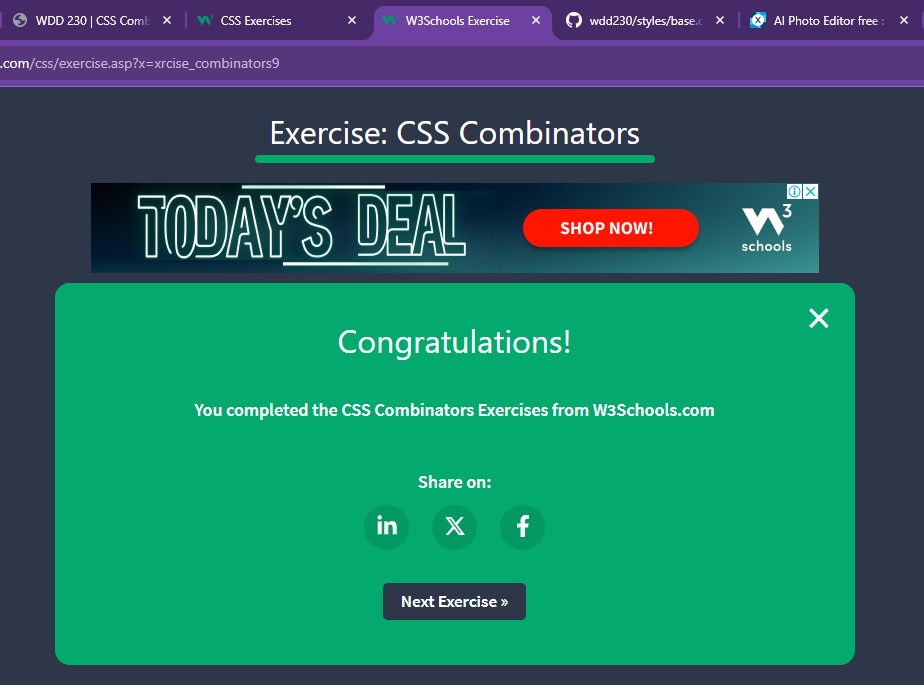 WDD 230 | CSS Comb
CSS Exercises
W3Schools Exercise
wdd230/styles/base.c
AI Photo Editor free :
.com/css/exercise.asp?x=xrcise_combinators9
Exercise: CSS Combinators
TODAY'S DEAL
SHOP NOW!
W3
schools
Congratulations!
You completed the CSS Combinators Exercises from W3Schools.com
Share on:
in X f
Next Exercise »